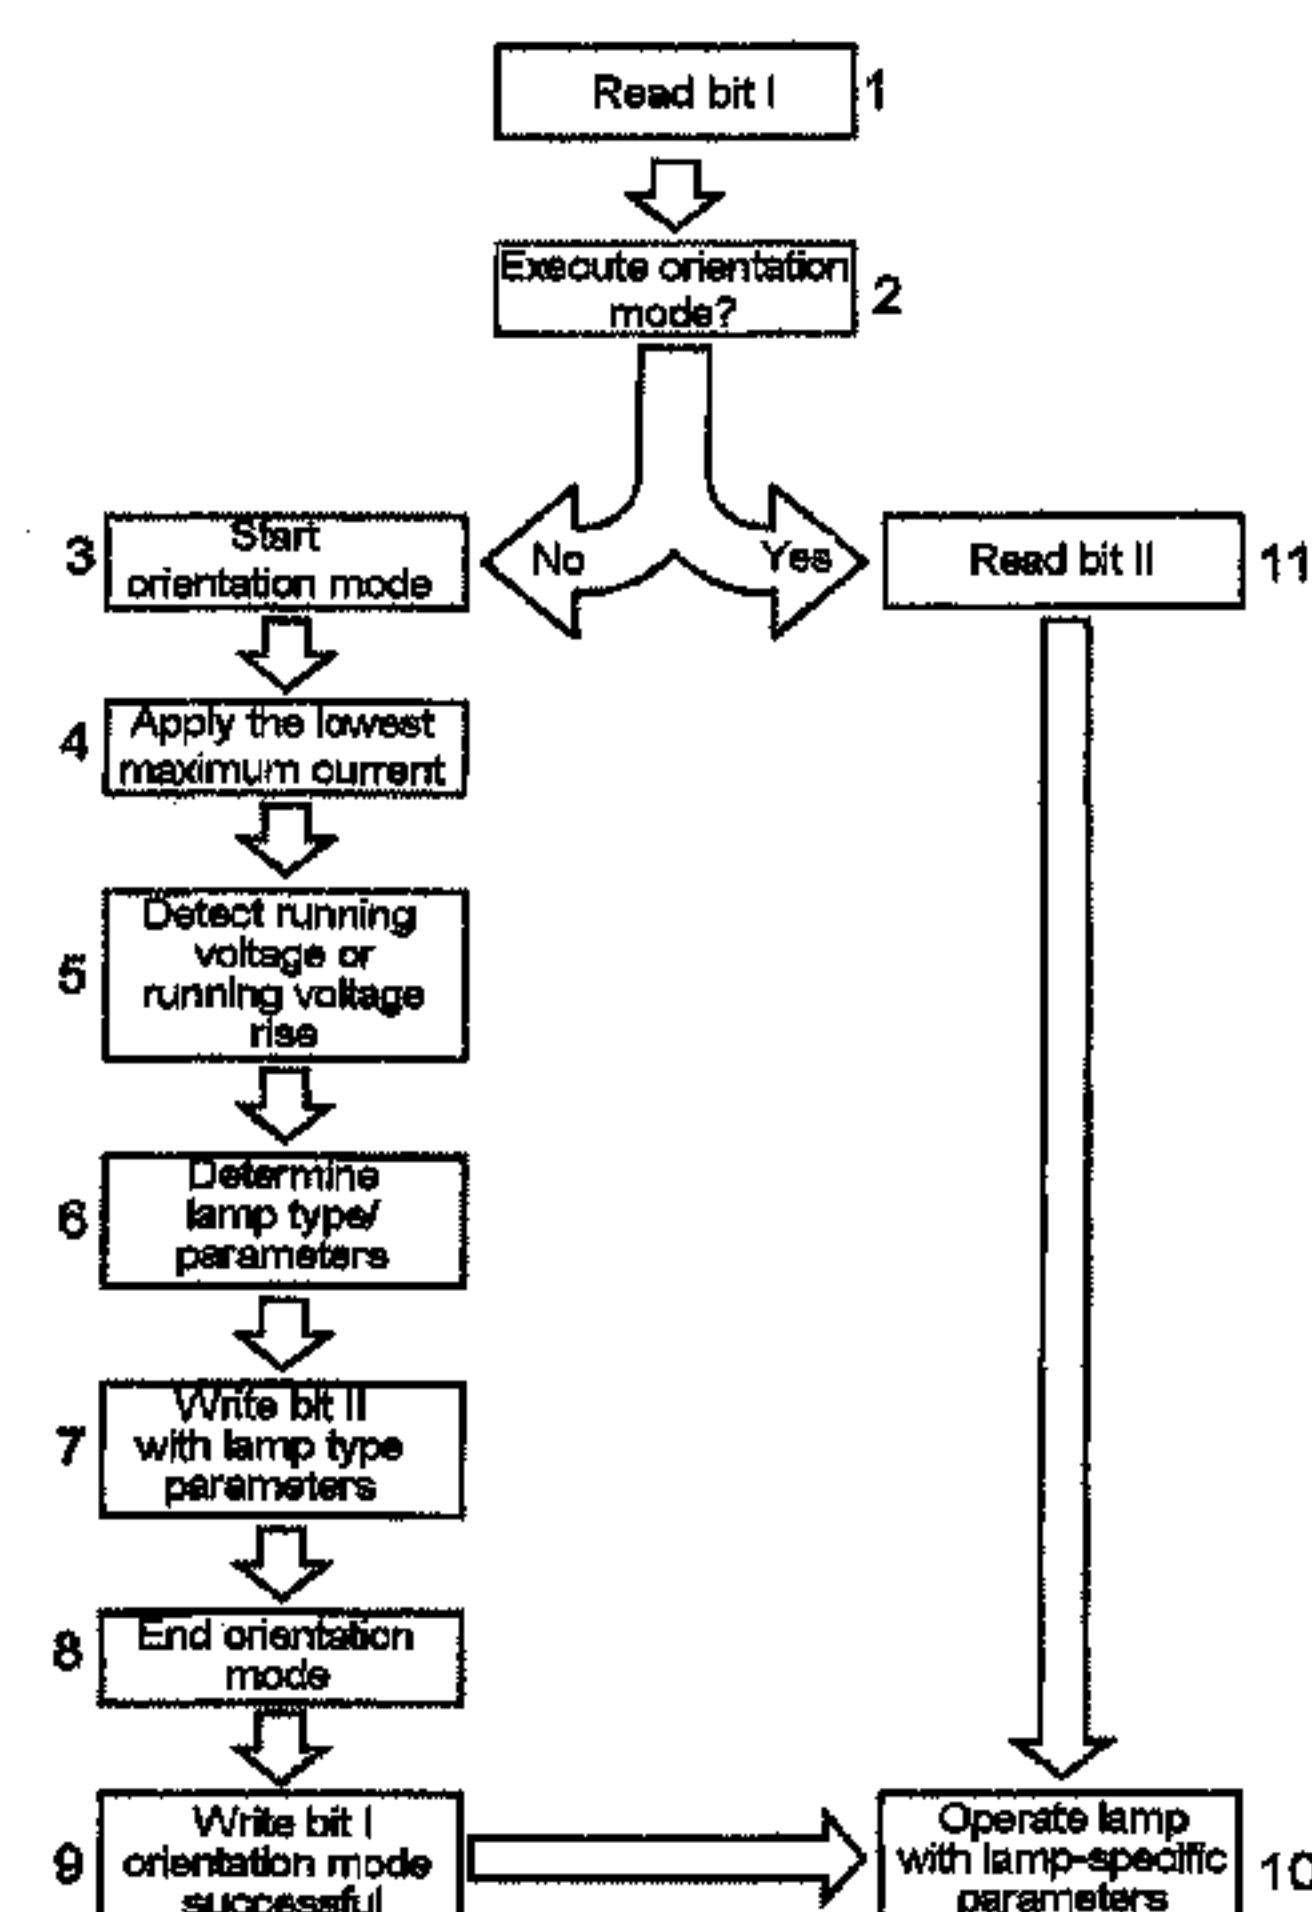 Read bit I
1
Execute orientation
mode?
2
No
Yes
3
Start
orientation mode
Read bit II
11
4
Apply the lowest
maximum current
5
Detect running
voltage or
running voltage
rise
6
Determine
lamp type/
parameters
7
Write bit II
with lamp type
parameters
8
End orientation
mode
9
Write bit I
orientation mode
successful
Operate lamp
with lamp-specific
parameters
10